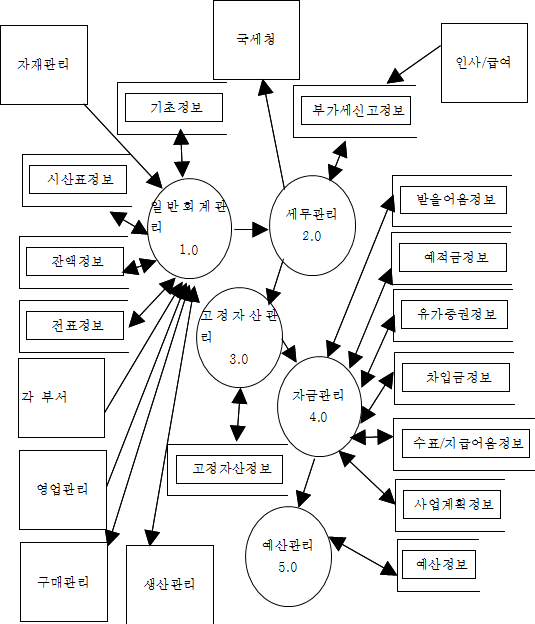 국세청
자재관리
인사/급여
기초정보
부가세신고정보
시산표정보
일반회계관
리
1.0
세무관리
2.0
받을어음정보
잔액정보
예적금정보
전표정보
고정자산관
리
3.0
유가증권정보
각 부서
자금관리
4.0
차입금정보
수표/지급어음정보
고정자산정보
영업관리
사업계획정보
예산관리
5.0
예산정보
구매관리
생산관리